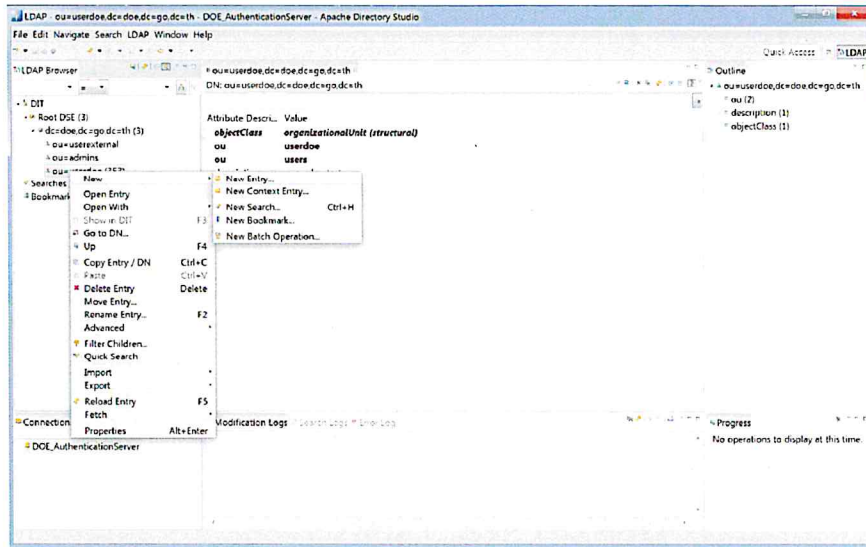 LDAP - ou=userdoe,dc=doe,dc=go,dc=th - DOE_AuthenticationServer - Apache Directory Studio
File Edit Navigate Search LDAP Window Help
Quick Access
LDAP
LDAP Browser
ou=userdoe,dc=doe,dc=go,dc=th
Outline
DN: ou=userdoe,dc=doe,dc=go,dc=th
ou=userdoe,dc=doe,dc=go,dc=th
ou (2)
description (1)
objectClass (1)
DIT
Root DSE (3)
dc=doe,dc=go,dc=th (3)
ou=userexternal
ou=admins
Searches
Bookmark
Attribute Descri... Value
objectClass organizationalUnit (structural)
ou userdoe
ou users
New
Open Entry
Open With
Show in DIT F3
Go to DN...
Up F4
Copy Entry / DN Ctrl+C
Paste Ctrl+V
Delete Entry Delete
Move Entry...
Rename Entry... F2
Advanced
Filter Children...
Quick Search
Import
Export
Reload Entry F5
Fetch
Properties Alt+Enter
New Entry...
New Context Entry...
New Search... Ctrl+H
New Bookmark...
New Batch Operation...
Connection
DOE_AuthenticationServer
Modification Logs Search Logs Error Log
Progress
No operations to display at this time.